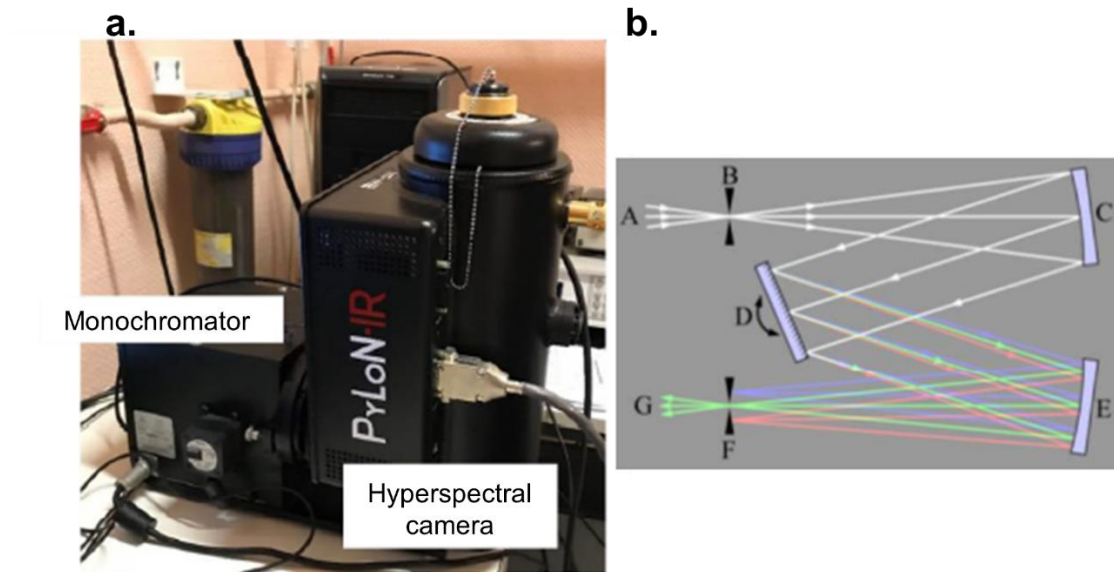 a.
b.
Monochromator
PyLoN-IR
Hyperspectral
camera
A
B
C
D
E
F
G